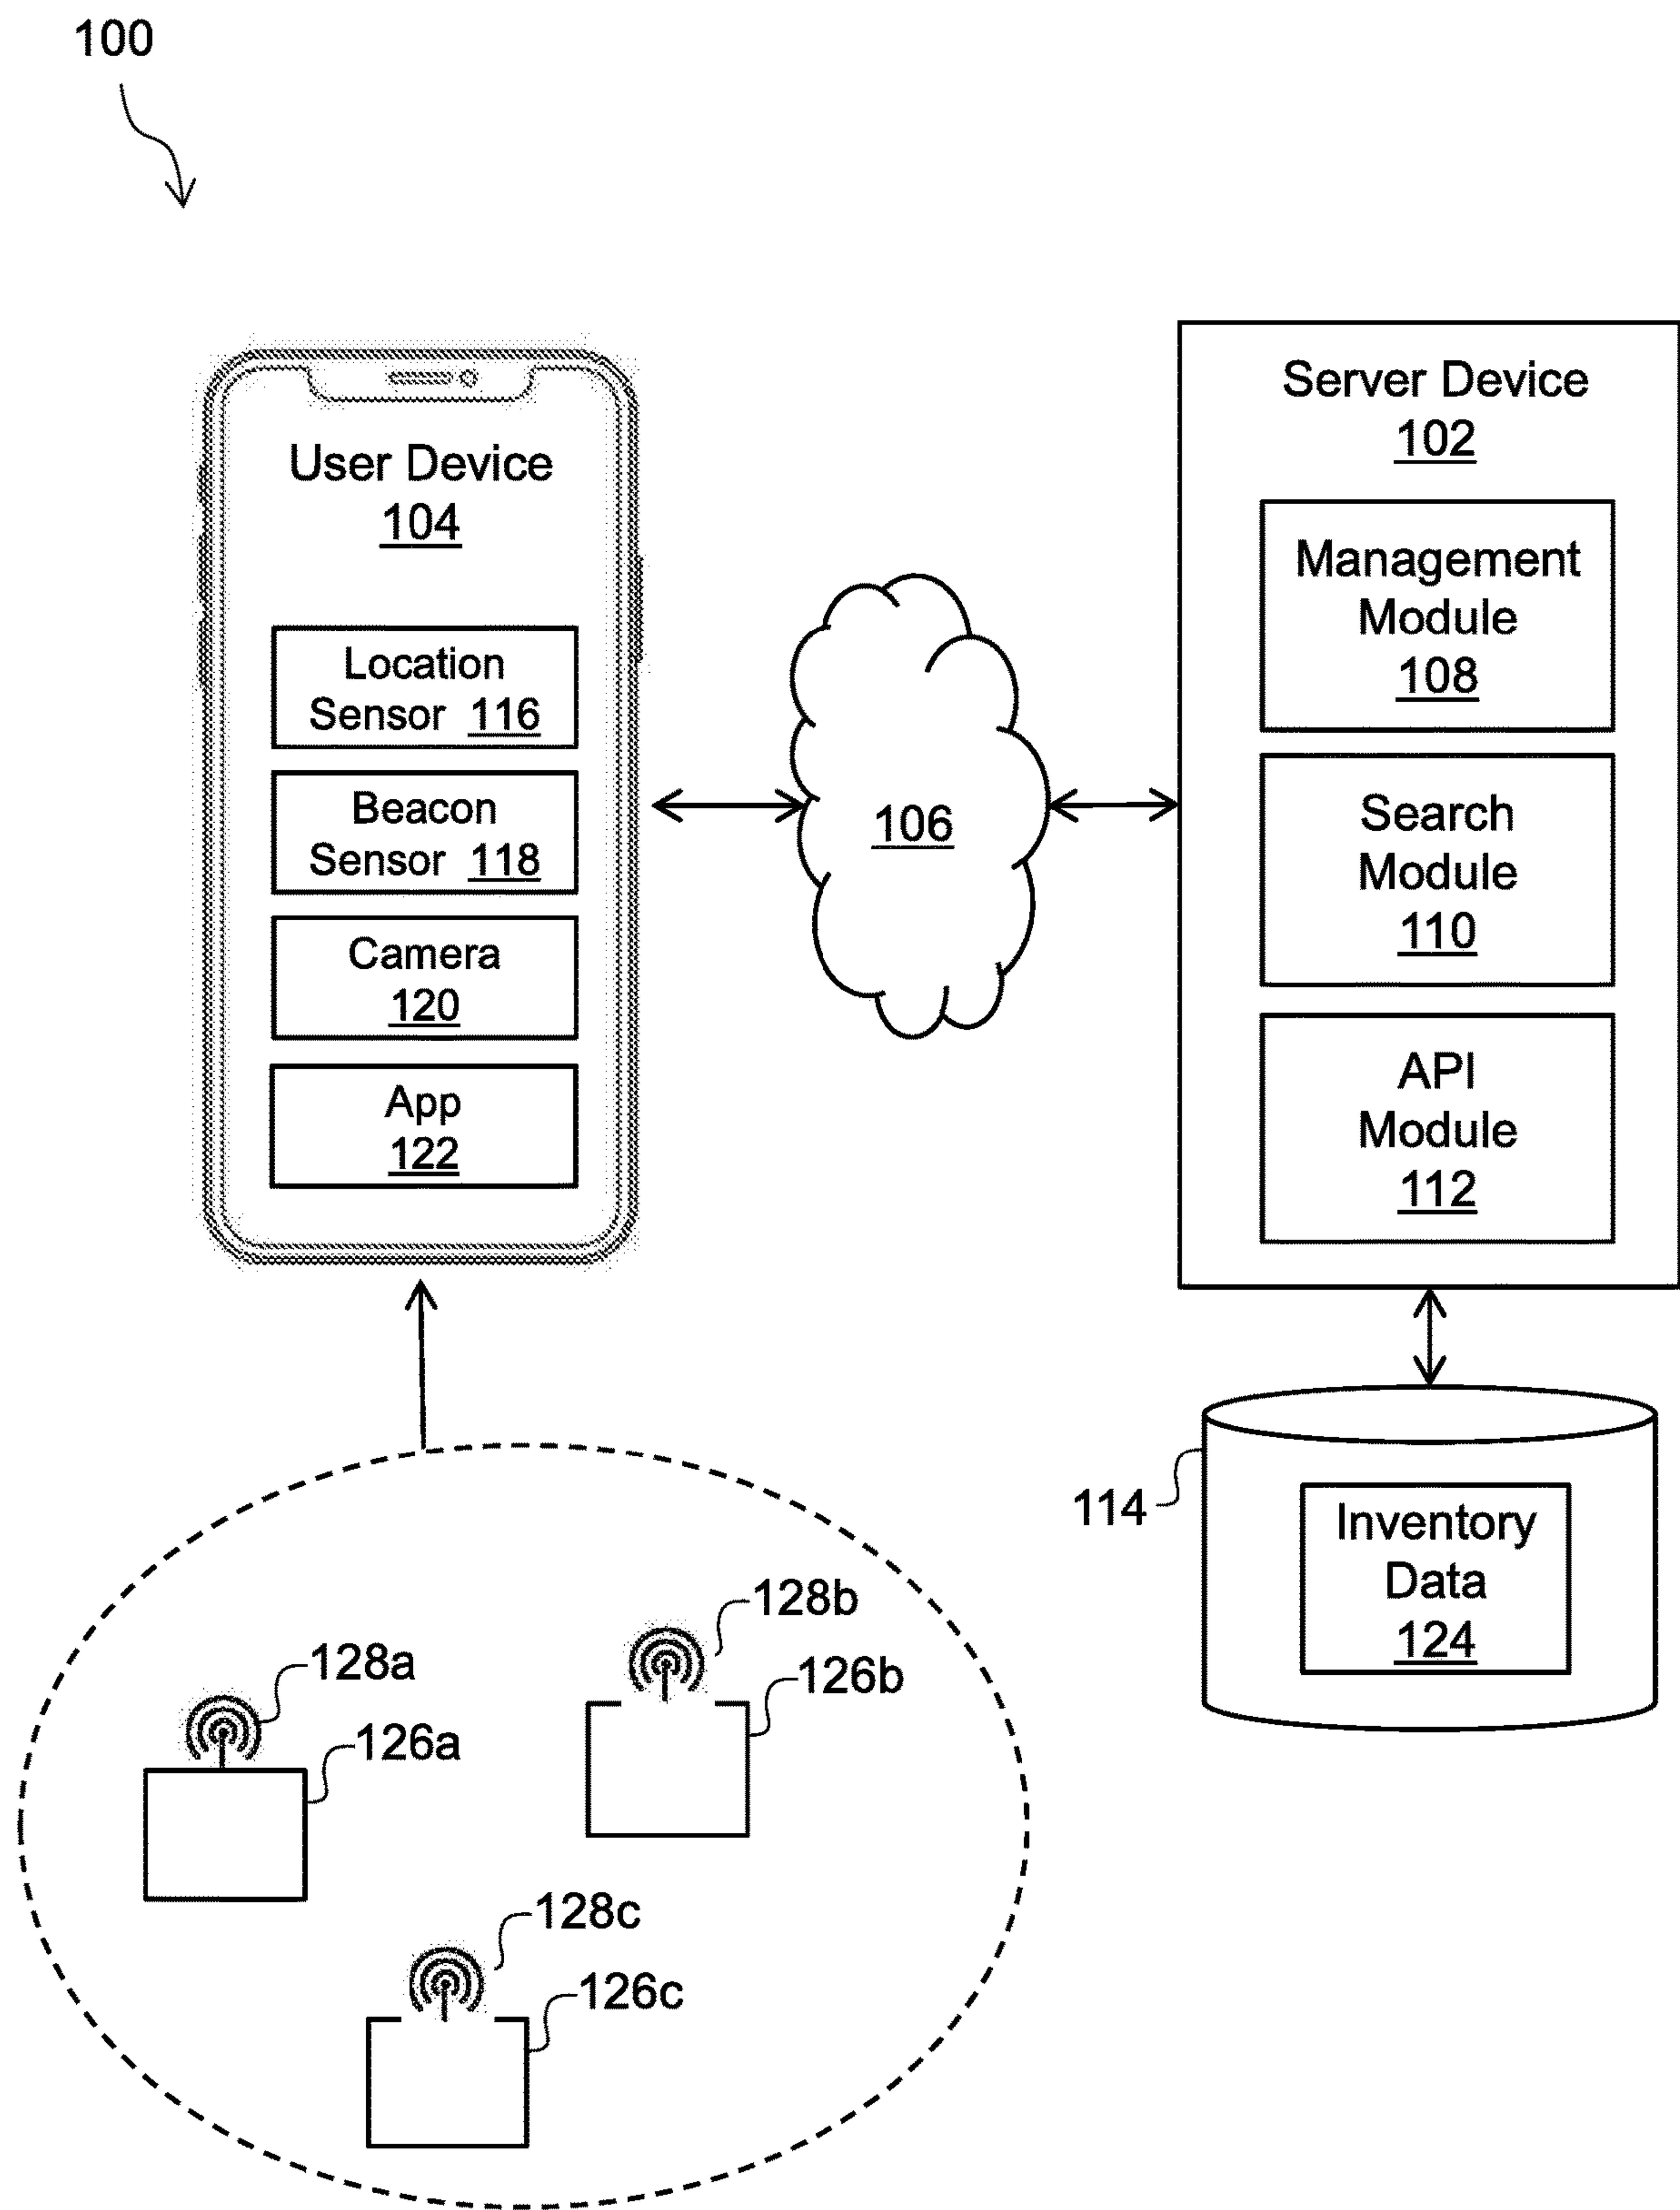 100
User Device
104
Location
Sensor 116
Beacon
Sensor 118
Camera
120
App
122
106
Server Device
102
Management
Module
108
Search
Module
110
API
Module
112
114
Inventory
Data
124
128a
126a
128b
126b
128c
126c